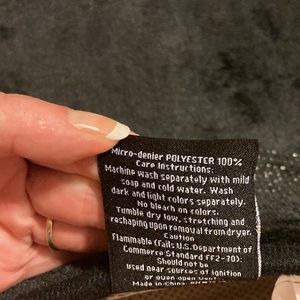 Micro-denier POLYESTER 100%
Care Instructions:
Machine wash separately with mild
soap and cold water. Wash
dark and light colors separately.
No bleach on colors.
Tumble dry low, stretching and
reshaping upon removal from dryer.
Caution
Flammable (Fails U.S.Department of
Commerce Standard FF2-70):
Should not be
used near sources of ignition
or even open
Made in China